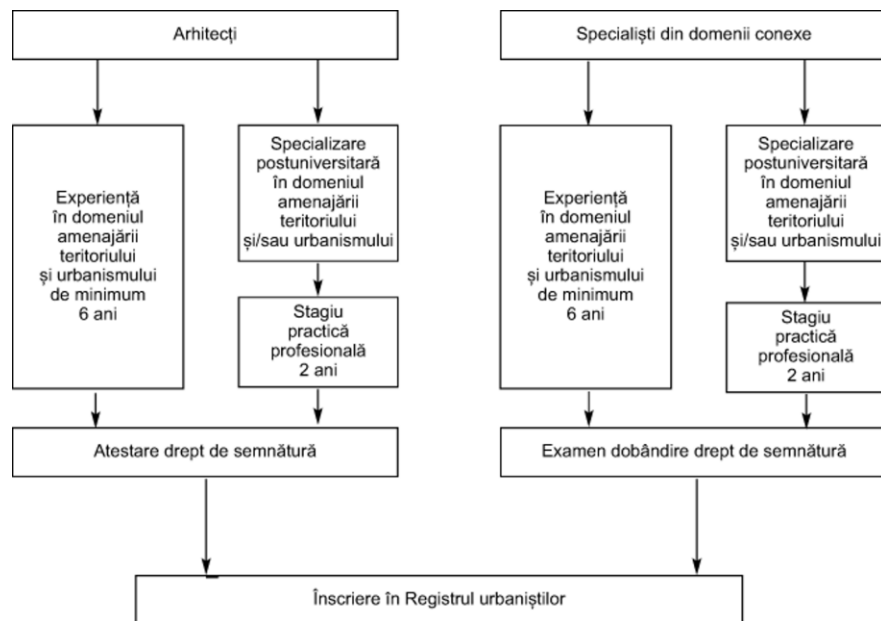 Arhitecți
Specialiști din domenii conexe
Experiență
în domeniul
amenajării
teritoriului
și urbanismului
de minimum
6 ani
Specializare
postuniversitară
în domeniul
amenajării
teritoriului
și/sau urbanismului
Stagiu
practică
profesională
2 ani
Experiență
în domeniul
amenajării
teritoriului
și urbanismului
de minimum
6 ani
Specializare
postuniversitară
în domeniul
amenajării
teritoriului
și/sau urbanismului
Stagiu
practică
profesională
2 ani
Atestare drept de semnătură
Examen dobândire drept de semnătură
Înscriere în Registrul urbaniștilor